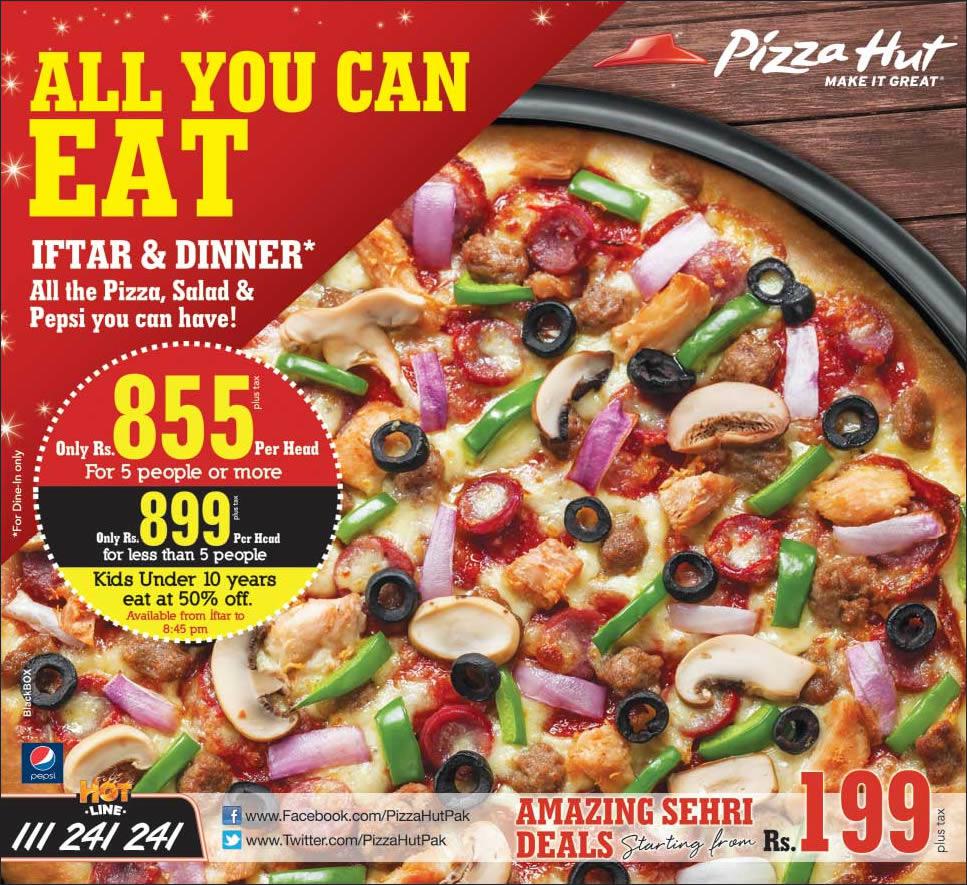 ALL YOU CAN
EAT
IFTAR & DINNER*
All the Pizza, Salad &
Pepsi you can have!
Pizza Hut
MAKE IT GREAT®
Only Rs. 855 plus tax Per Head
For 5 people or more
Only Rs. 899 plus tax Per Head
for less than 5 people
Kids Under 10 years
eat at 50% off.
Available from Iftar to
8:45 pm
*For Dine-In only
BlackBOX
pepsi
HOT
·LINE·
111 241 241
f www.Facebook.com/PizzaHutPak
www.Twitter.com/PizzaHutPak
AMAZING SEHRI
DEALS Starting from Rs. 199 plus tax